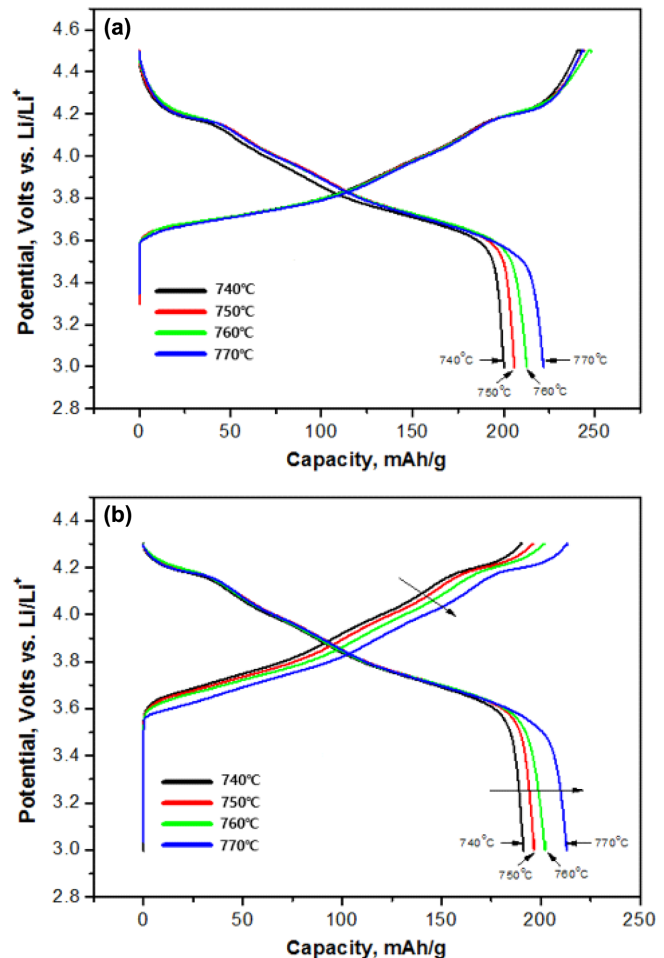 (a)
4.6
4.4
4.2
4.0
3.8
3.6
3.4
3.2
3.0
2.8
Potential, Volts vs. Li/Li⁺
740℃
750℃
760℃
770℃
740°C
770°C
750°C
760°C
0
50
100
150
200
250
Capacity, mAh/g
(b)
4.4
4.2
4.0
3.8
3.6
3.4
3.2
3.0
2.8
Potential, Volts vs. Li/Li⁺
740℃
750℃
760℃
770℃
740°C
770°C
750°C
760°C
0
50
100
150
200
250
Capacity, mAh/g